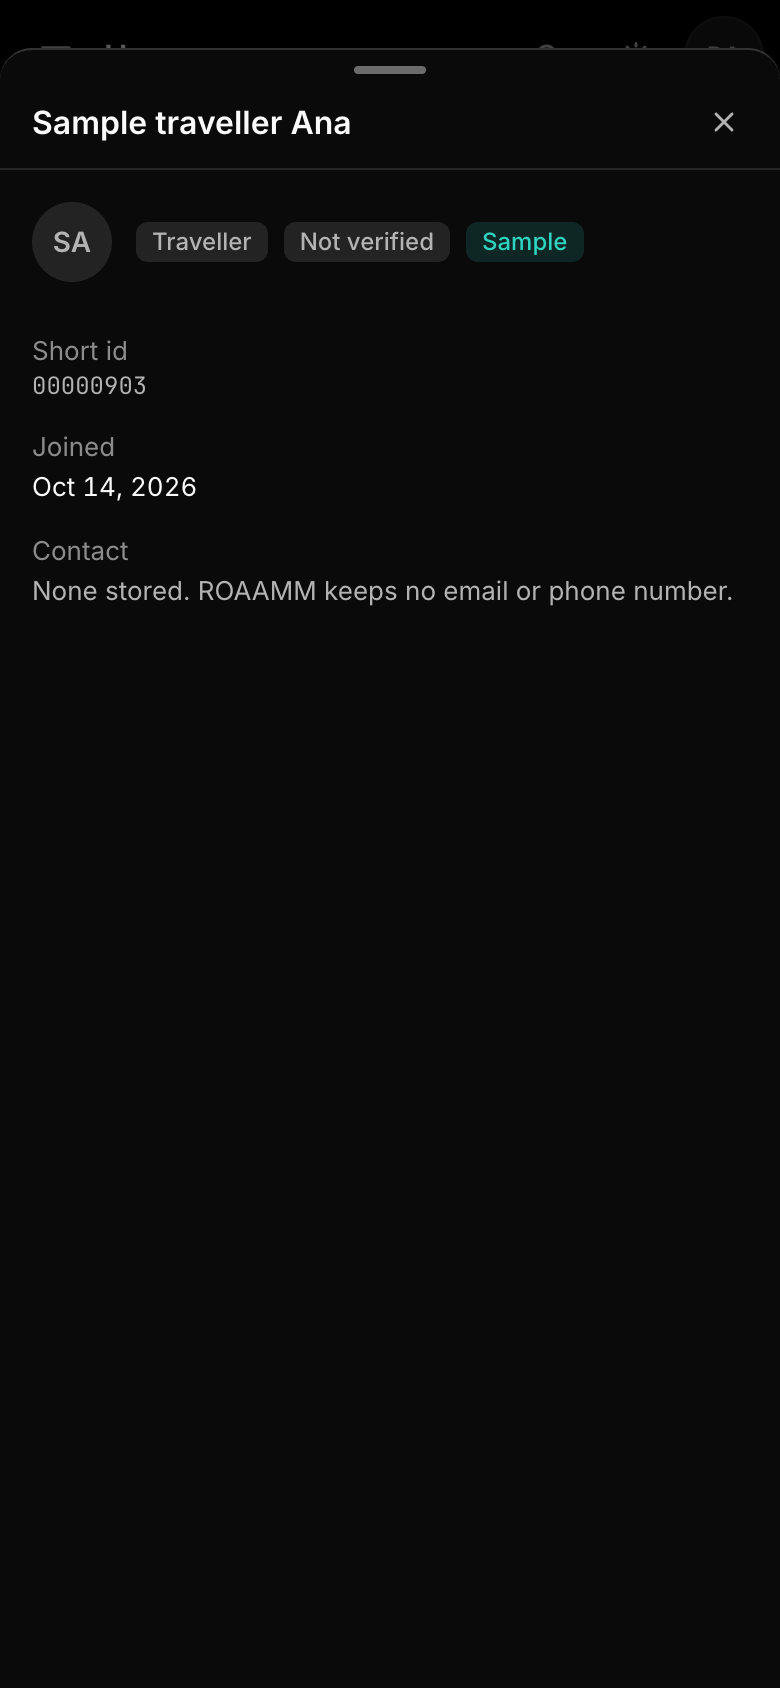 Sample traveller Ana
SA
Traveller
Not verified
Sample
Short id
00000903
Joined
Oct 14, 2026
Contact
None stored. ROAAMM keeps no email or phone number.